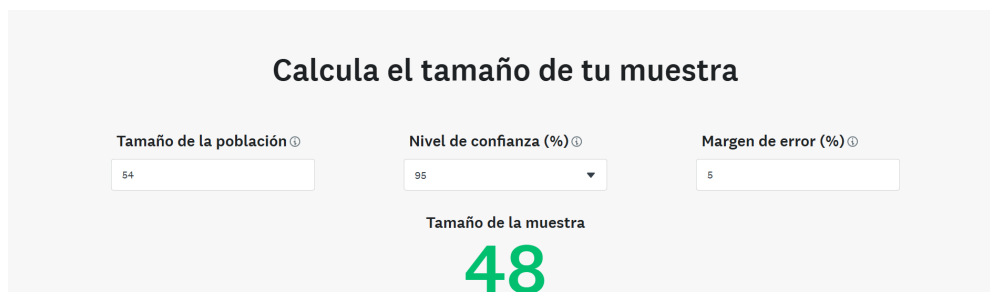 Calcula el tamaño de tu muestra
Tamaño de la población
Nivel de confianza (%)
Margen de error (%)
54
95
5
Tamaño de la muestra
48